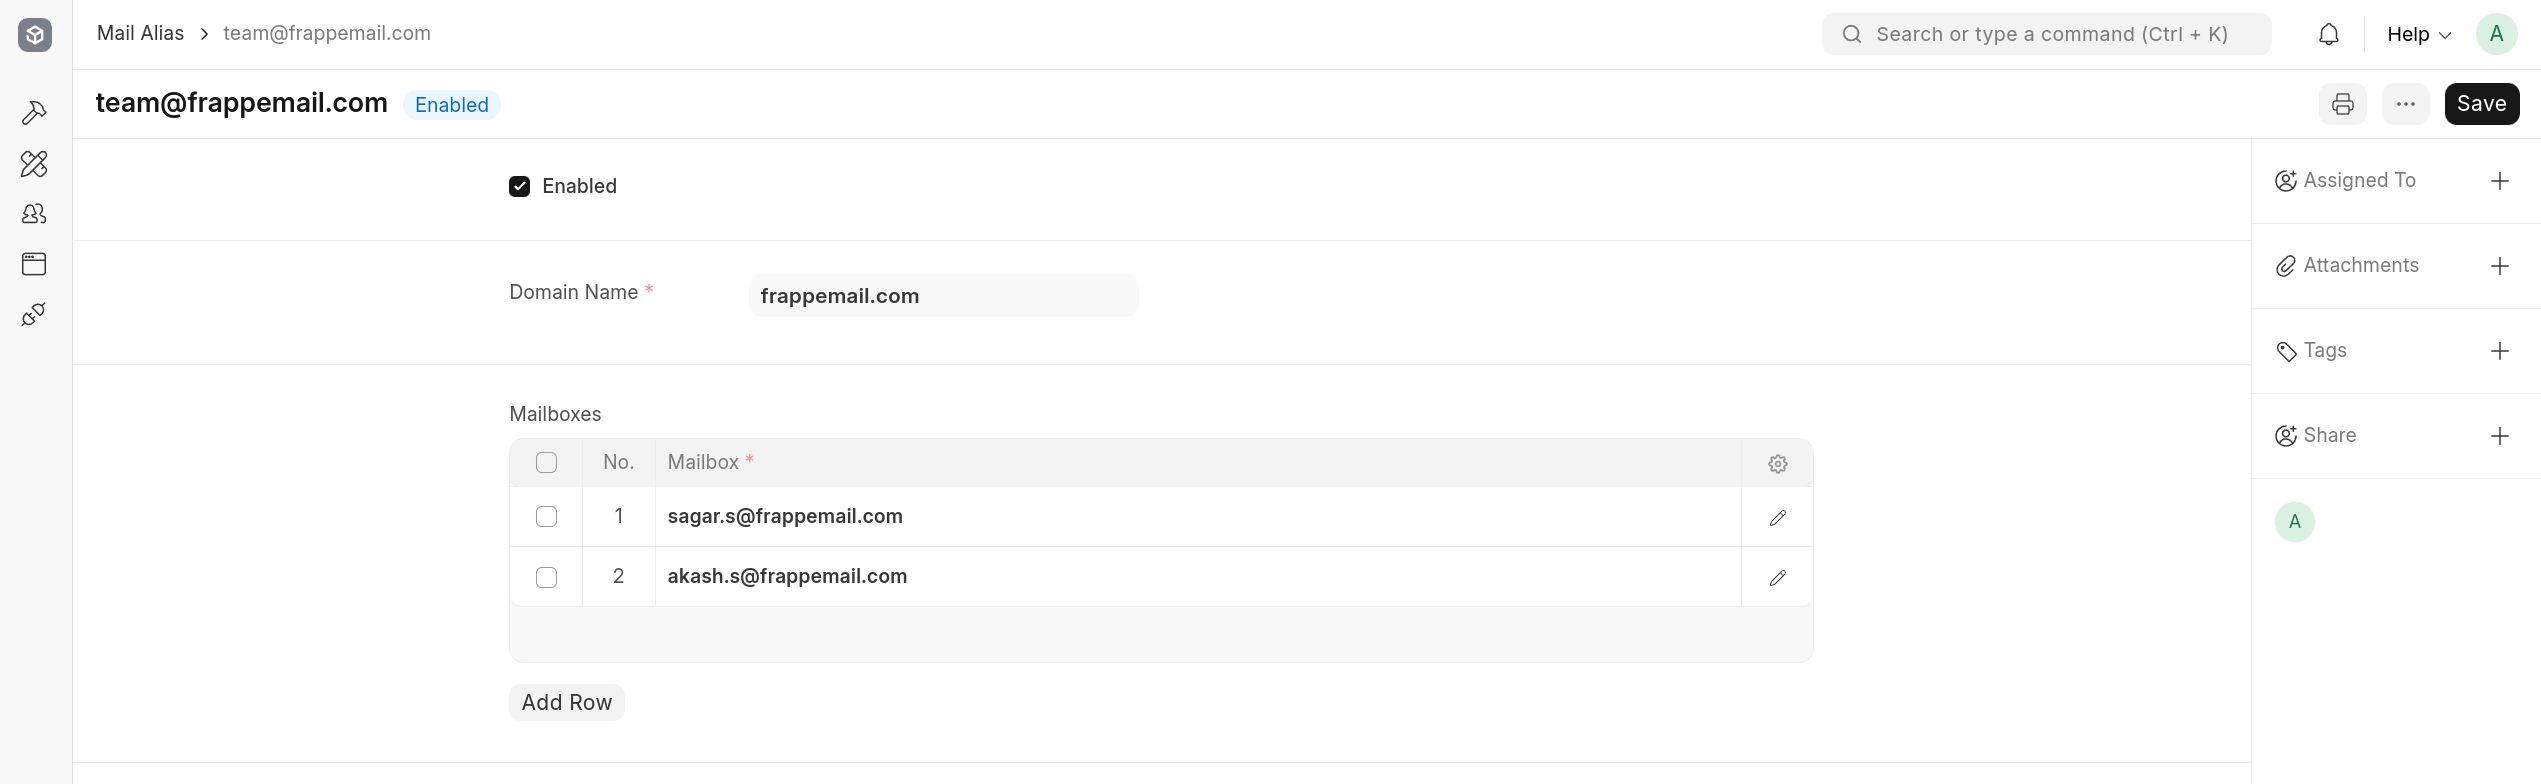 Mail Alias > team@frappemail.com
Search or type a command (Ctrl + K)
Help
A
team@frappemail.com
Enabled
Save
Enabled
Domain Name *
frappemail.com
Mailboxes
No. Mailbox *
1 sagar.s@frappemail.com
2 akash.s@frappemail.com
Add Row
Assigned To
Attachments
Tags
Share
A